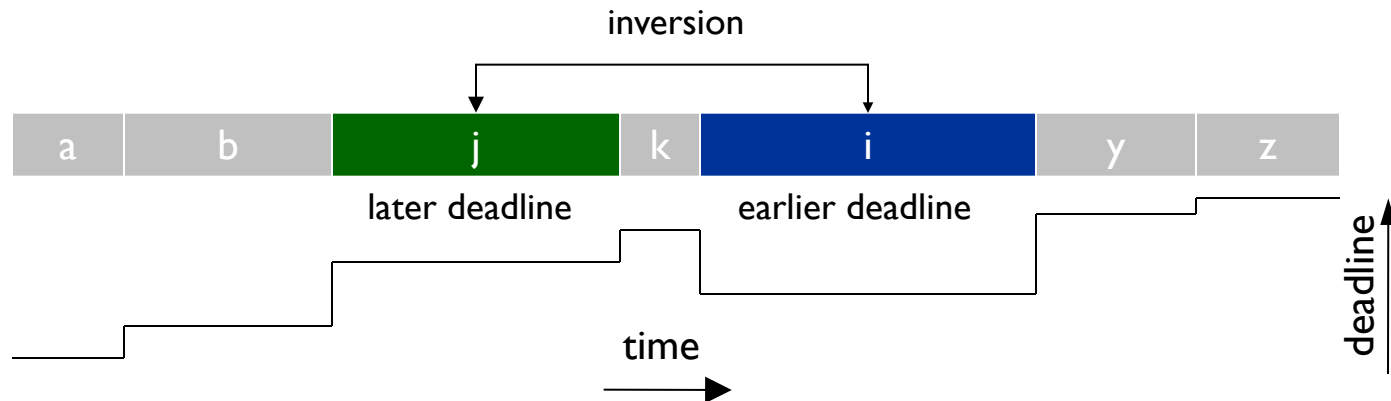 inversion
a b j k i y z
later deadline earlier deadline
deadline
time